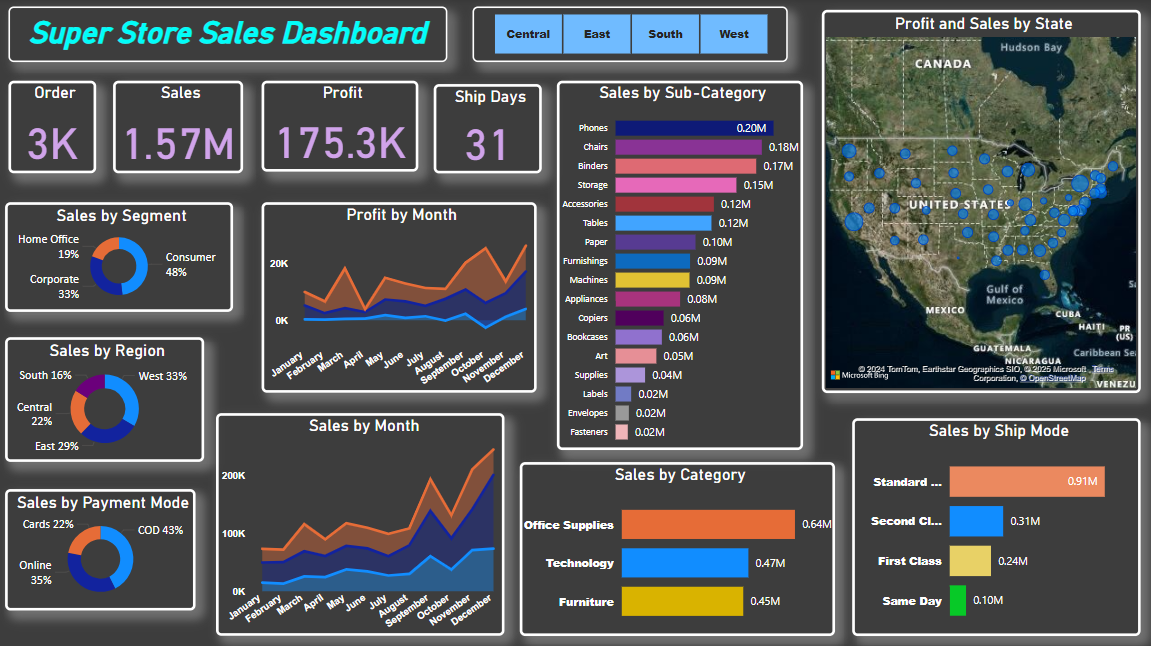 Super Store Sales Dashboard
Central East South West
Order
3K
Sales
1.57M
Profit
175.3K
Ship Days
31
Sales by Segment
Home Office
19%
Consumer
48%
Corporate
33%
Sales by Region
South 16%
West 33%
Central
22%
East 29%
Sales by Payment Mode
Cards 22%
COD 43%
Online
35%
Profit by Month
20K
0K
January
February
March
April
May
June
July
August
September
October
November
December
Sales by Month
200K
100K
0K
January
February
March
April
May
June
July
August
September
October
November
December
Sales by Sub-Category
Phones 0.20M
Chairs 0.18M
Binders 0.17M
Storage 0.15M
Accessories 0.12M
Tables 0.12M
Paper 0.10M
Furnishings 0.09M
Machines 0.09M
Appliances 0.08M
Copiers 0.06M
Bookcases 0.06M
Art 0.05M
Supplies 0.04M
Labels 0.02M
Envelopes 0.02M
Fasteners 0.02M
Sales by Category
Office Supplies 0.64M
Technology 0.47M
Furniture 0.45M
Profit and Sales by State
Hudson Bay
CANADA
UNITED STATES
Gulf of
Mexico
MEXICO
CUBA
HAITI
PR
(US)
GUATEMALA
NICARAGUA
Caribbean Sea
VENEZU
Microsoft Bing
© 2024 TomTom, Earthstar Geographics SIO, © 2025 Microsoft Terms
Corporation, © OpenStreetMap
Sales by Ship Mode
Standard ... 0.91M
Second Cl... 0.31M
First Class 0.24M
Same Day 0.10M